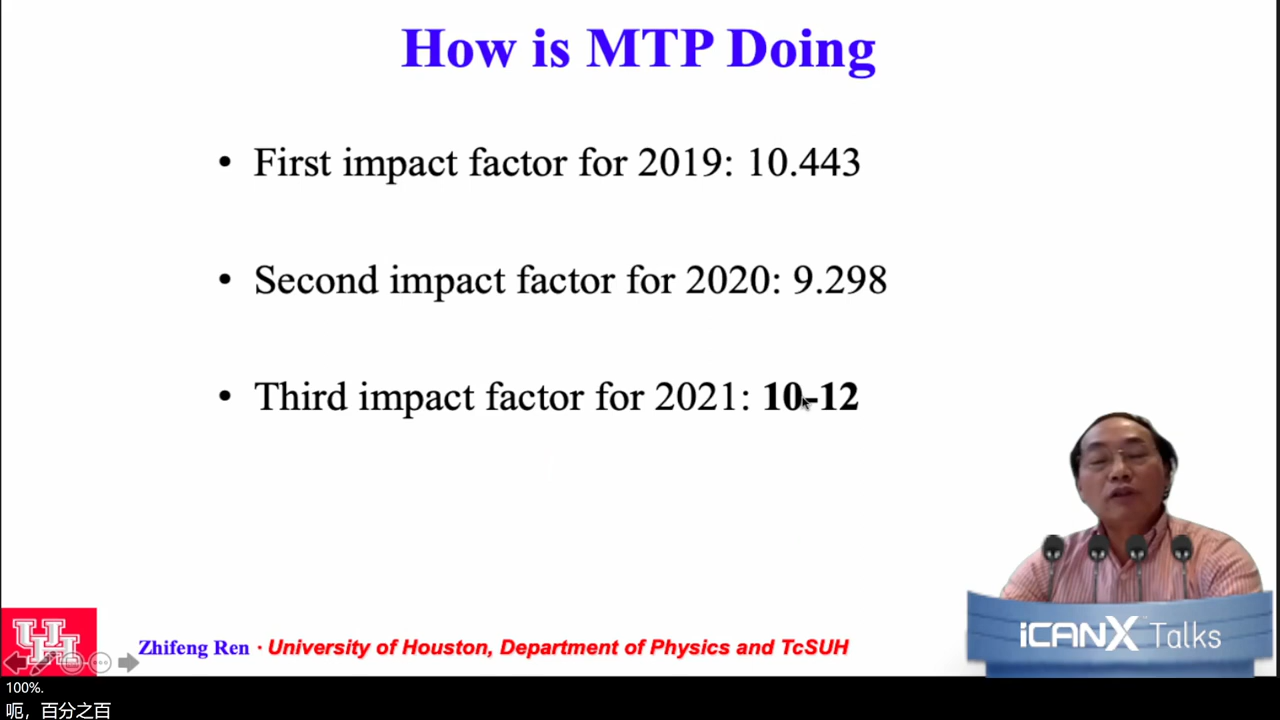 How is MTP Doing
• First impact factor for 2019: 10.443
• Second impact factor for 2020: 9.298
• Third impact factor for 2021: 10-12
UH
Zhifeng Ren · University of Houston, Department of Physics and TcSUH
iCANX Talks
100%.
呃，百分之百